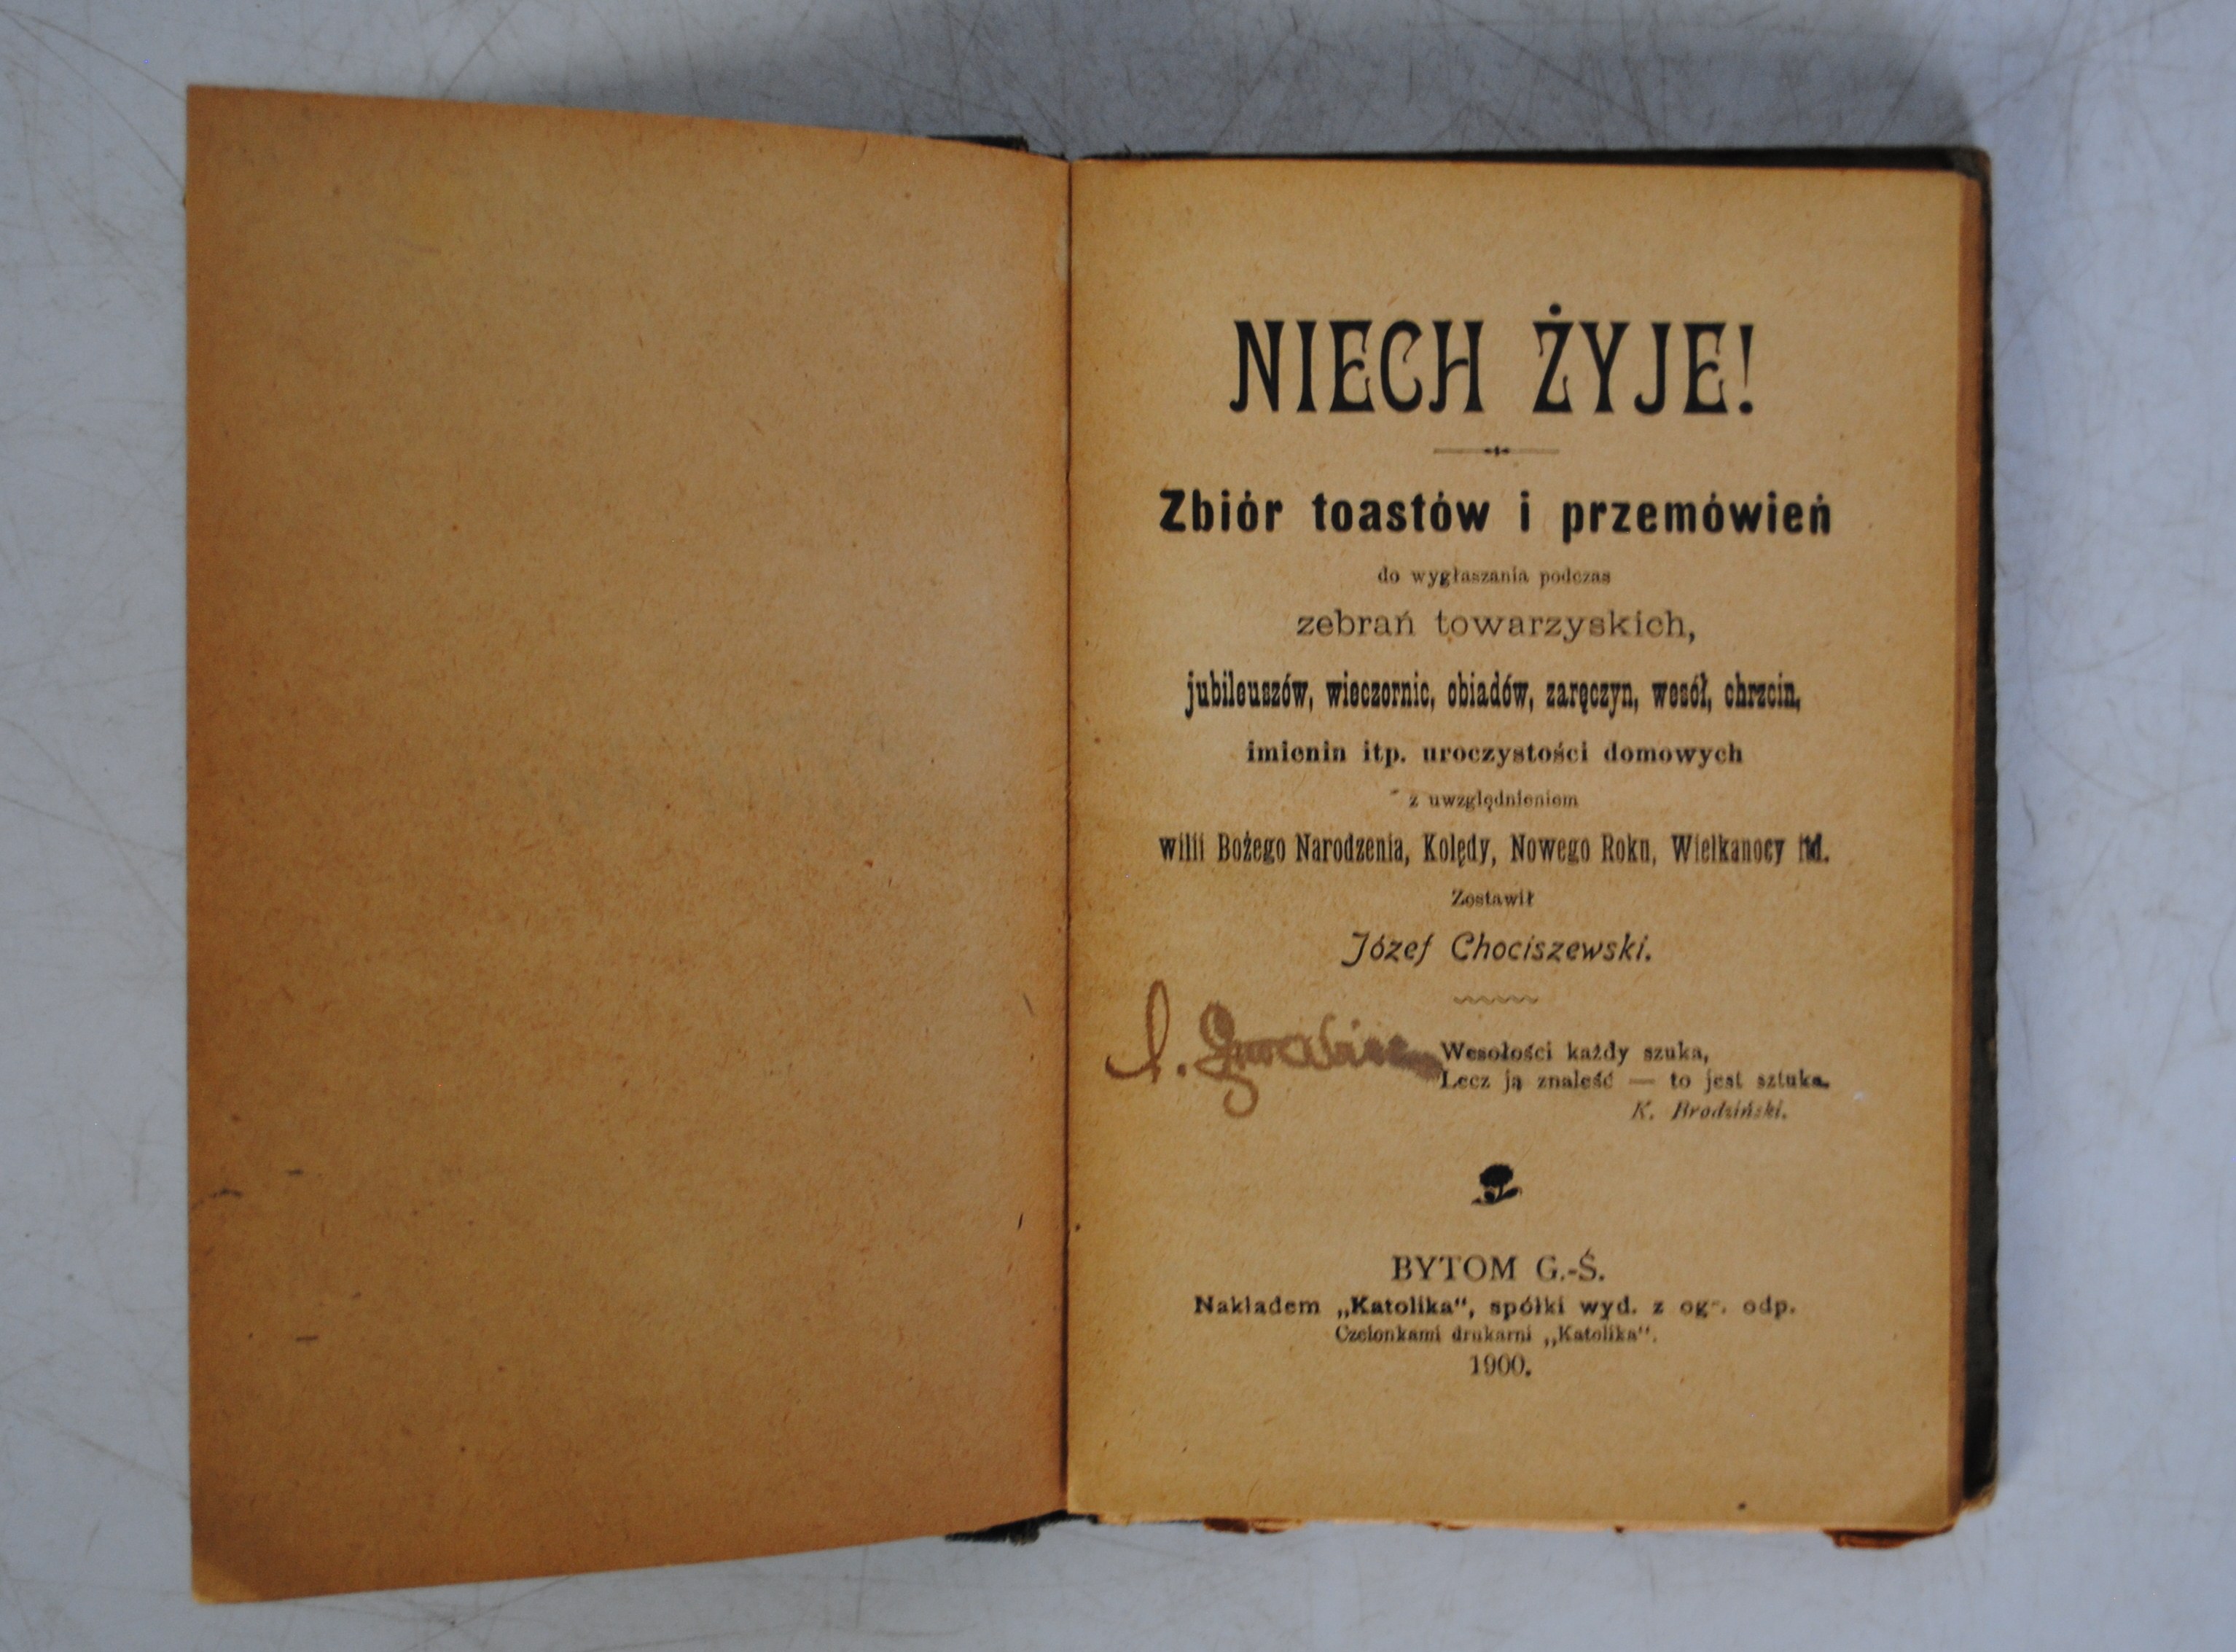 NIECH ŻYJE!
Zbiór toastów i przemówień
do wygłaszania podczas
zebrań towarzyskich,
jubileuszów, wieczornic, obiadów, zaręczyn, wesół, chrzcin,
imienin itp. uroczystości domowych
z uwzględnieniem
wilii Bożego Narodzenia, Kolędy, Nowego Roku, Wielkanocy itd.
Zestawił
Józef Chociszewski.
Wesołości każdy szuka,
Lecz ją znaleść — to jest sztuka.
K. Brodziński.
BYTOM G.-Ś.
Nakładem „Katolika“, spółki wyd. z ogr. odp.
Czcionkami drukarni „Katolika“.
1900.